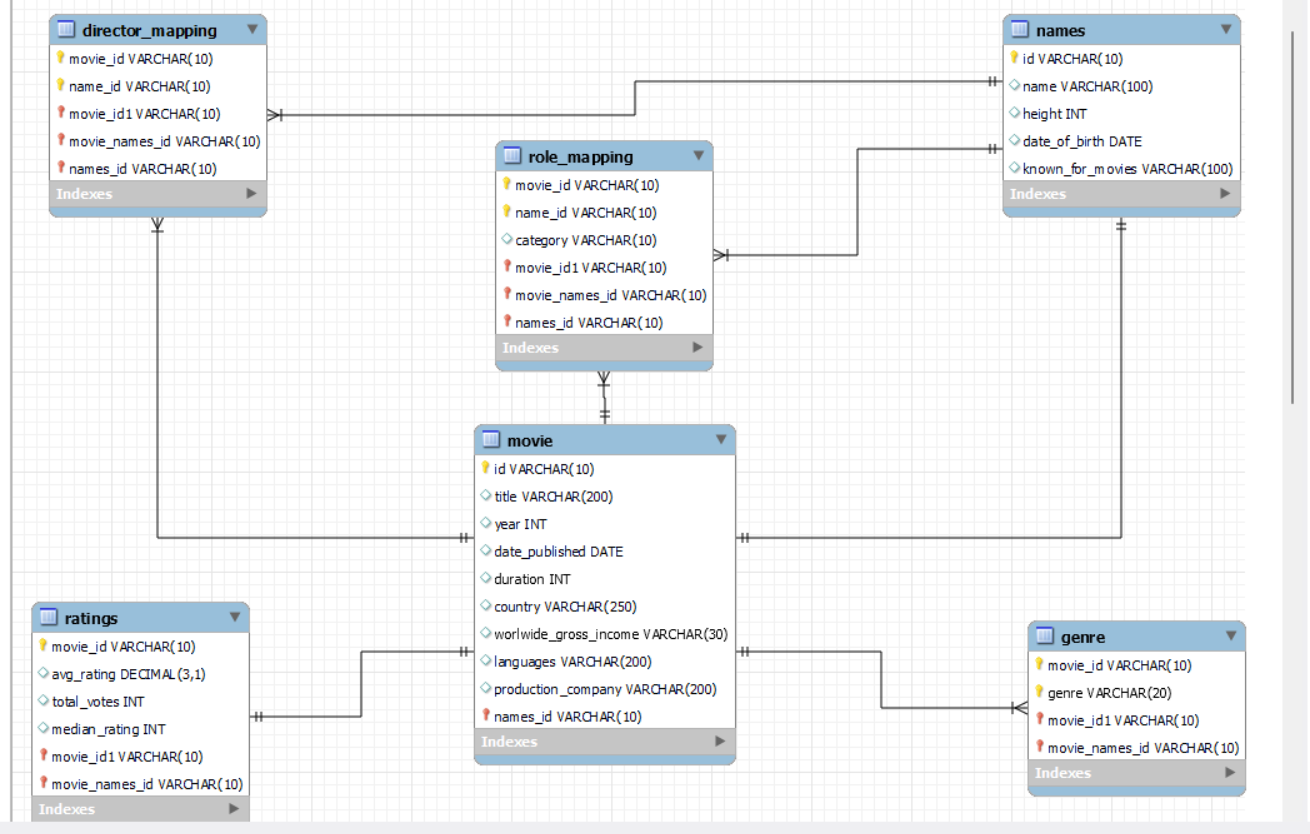 director_mapping
movie_id VARCHAR(10)
name_id VARCHAR(10)
movie_id1 VARCHAR(10)
movie_names_id VARCHAR(10)
names_id VARCHAR(10)
Indexes
names
id VARCHAR(10)
name VARCHAR(100)
height INT
date_of_birth DATE
known_for_movies VARCHAR(100)
Indexes
role_mapping
movie_id VARCHAR(10)
name_id VARCHAR(10)
category VARCHAR(10)
movie_id1 VARCHAR(10)
movie_names_id VARCHAR(10)
names_id VARCHAR(10)
Indexes
movie
id VARCHAR(10)
title VARCHAR(200)
year INT
date_published DATE
duration INT
country VARCHAR(250)
worlwide_gross_income VARCHAR(30)
languages VARCHAR(200)
production_company VARCHAR(200)
names_id VARCHAR(10)
Indexes
ratings
movie_id VARCHAR(10)
avg_rating DECIMAL(3,1)
total_votes INT
median_rating INT
movie_id1 VARCHAR(10)
movie_names_id VARCHAR(10)
Indexes
genre
movie_id VARCHAR(10)
genre VARCHAR(20)
movie_id1 VARCHAR(10)
movie_names_id VARCHAR(10)
Indexes